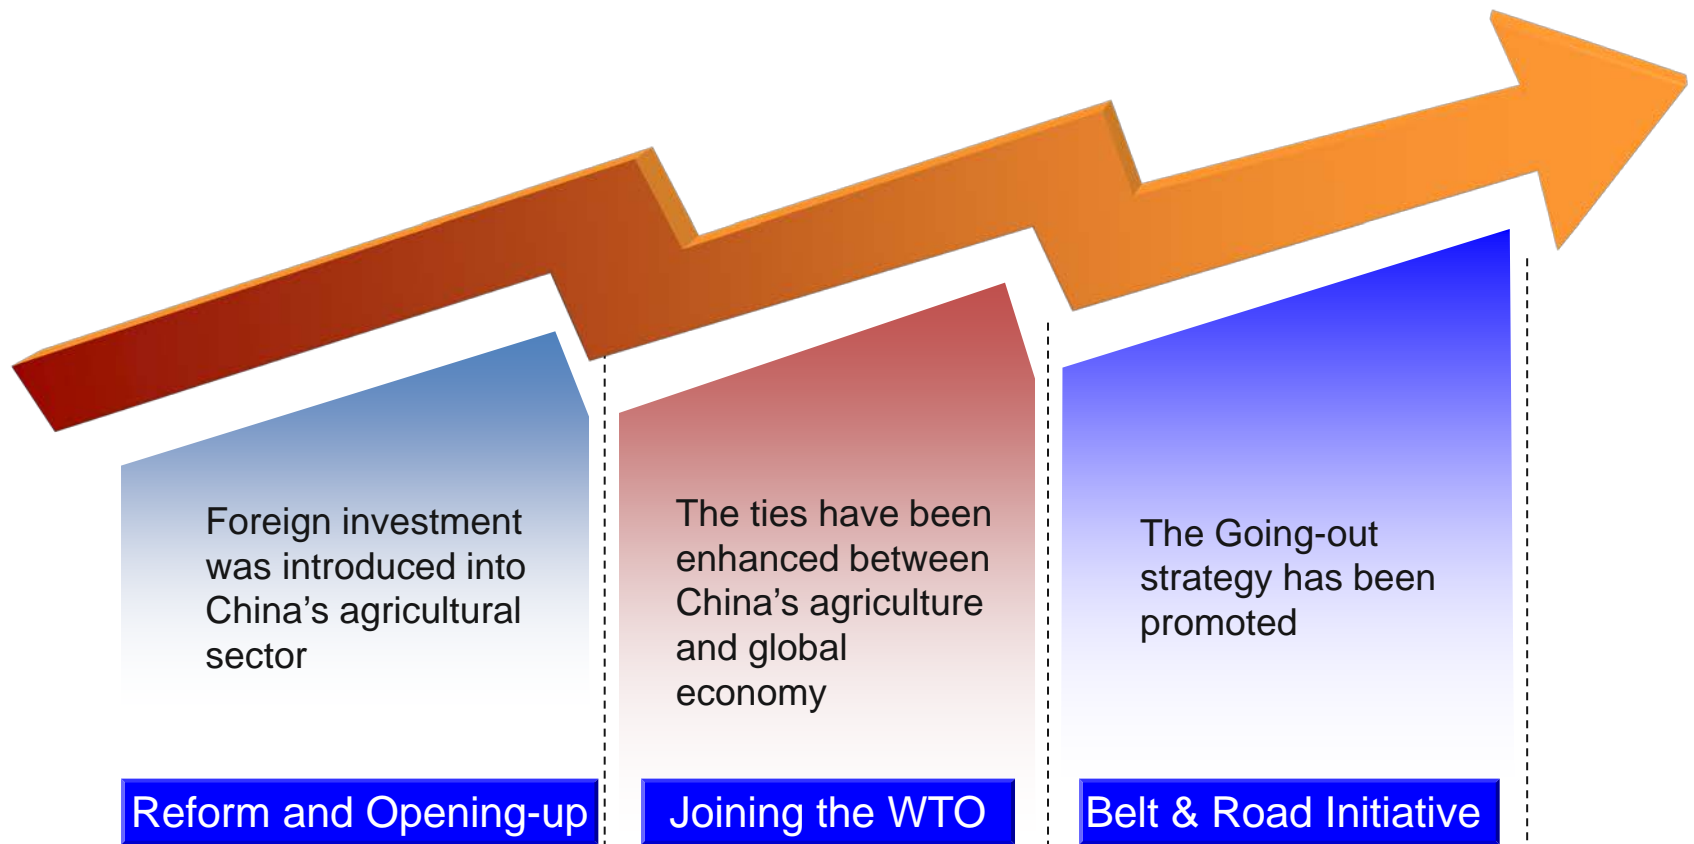 Foreign investment
was introduced into
China’s agricultural
sector
The ties have been
enhanced between
China’s agriculture
and global
economy
The Going-out
strategy has been
promoted
Reform and Opening-up
Joining the WTO
Belt & Road Initiative